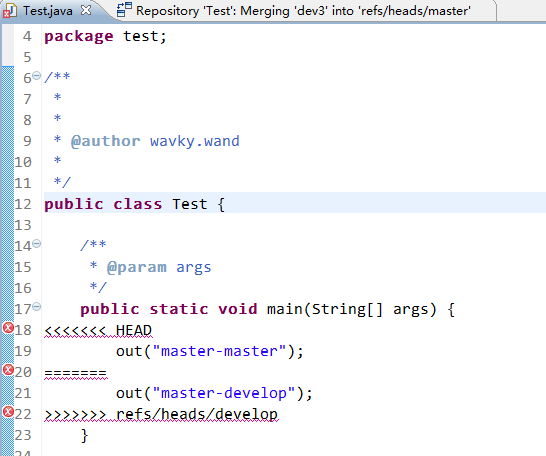 Test.java
Repository 'Test': Merging 'dev3' into 'refs/heads/master'
4 package test;
5
6 /**
7 *
8 *
9 * @author wavky.wand
10 *
11 */
12 public class Test {
13
14 /**
15 * @param args
16 */
17 public static void main(String[] args) {
18 <<<<<<< HEAD
19 out("master-master");
20 =======
21 out("master-develop");
22 >>>>>>> refs/heads/develop
23 }
24